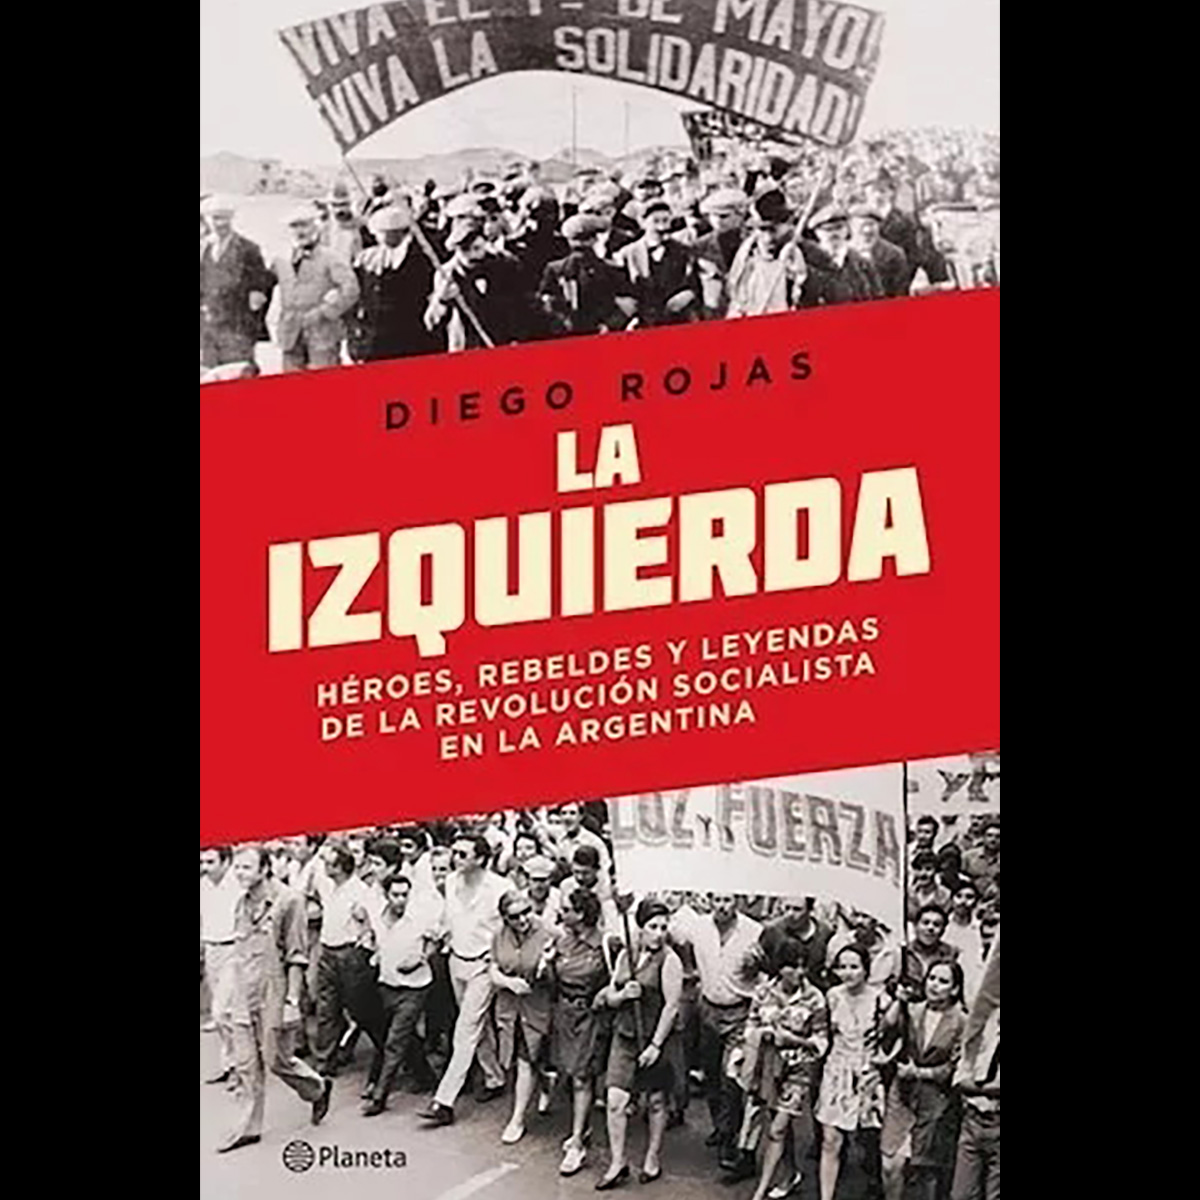 VIVA EL 1º DE MAYO!
¡VIVA LA SOLIDARIDAD!
DIEGO ROJAS
LA
IZQUIERDA
HÉROES, REBELDES Y LEYENDAS
DE LA REVOLUCIÓN SOCIALISTA
EN LA ARGENTINA
LUZ Y FUERZA
Planeta